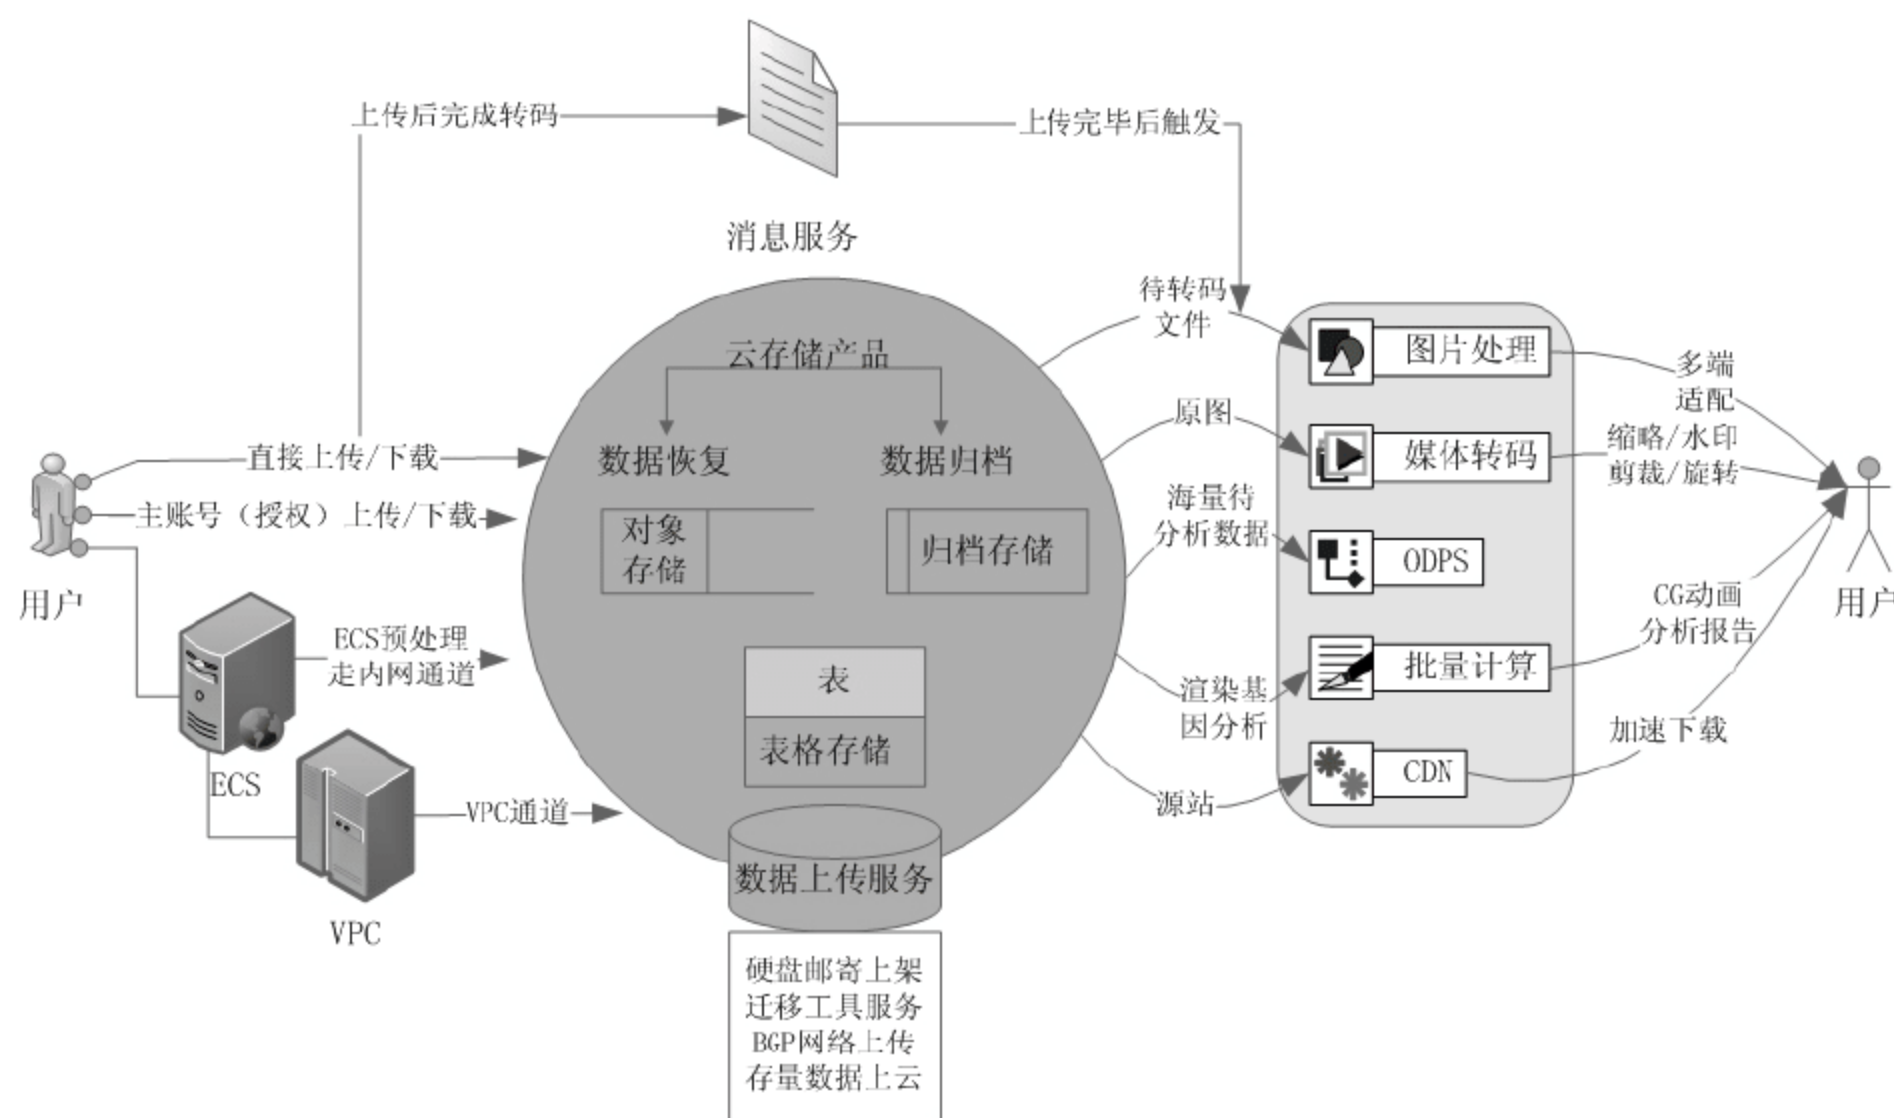 上传后完成转码
上传完毕后触发
消息服务
待转码
文件
云存储产品
数据恢复
数据归档
对象
存储
归档存储
表
表格存储
数据上传服务
硬盘邮寄上架
迁移工具服务
BGP网络上传
存量数据上云
直接上传/下载
主账号（授权）上传/下载
用户
ECS预处理
走内网通道
ECS
VPC通道
VPC
原图
海量待
分析数据
渲染基
因分析
源站
图片处理
媒体转码
ODPS
批量计算
CDN
多端
适配
缩略/水印
剪裁/旋转
CG动画
分析报告
加速下载
用户